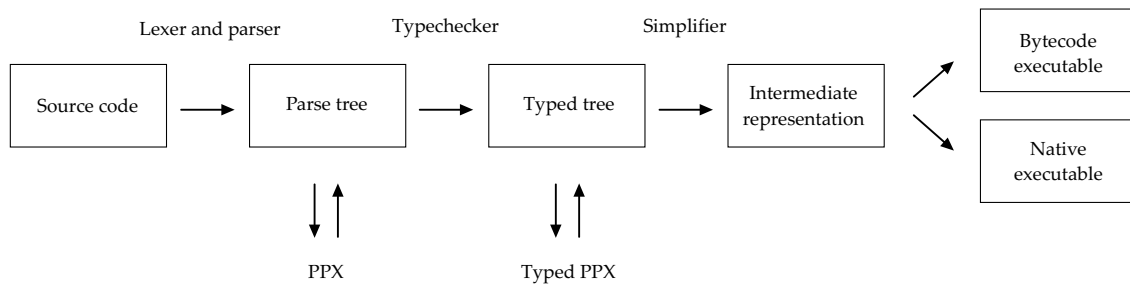 Lexer and parser
Typechecker
Simplifier
Source code
Parse tree
Typed tree
Intermediate
representation
Bytecode
executable
Native
executable
PPX
Typed PPX